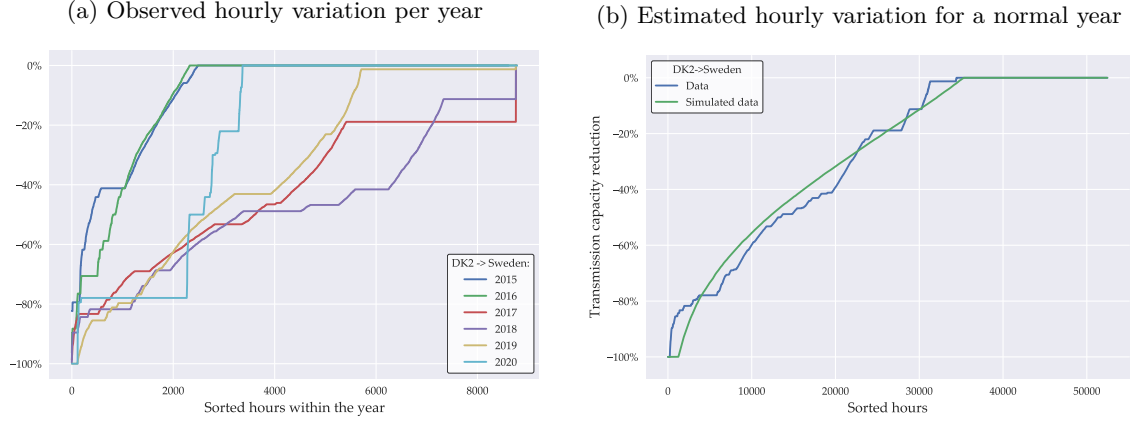 (a) Observed hourly variation per year
0%
−20%
−40%
−60%
−80%
−100%
0 2000 4000 6000 8000
Sorted hours within the year
DK2 -> Sweden:
2015
2016
2017
2018
2019
2020
(b) Estimated hourly variation for a normal year
Transmission capacity reduction
0%
−20%
−40%
−60%
−80%
−100%
0 10000 20000 30000 40000 50000
Sorted hours
DK2->Sweden
Data
Simulated data